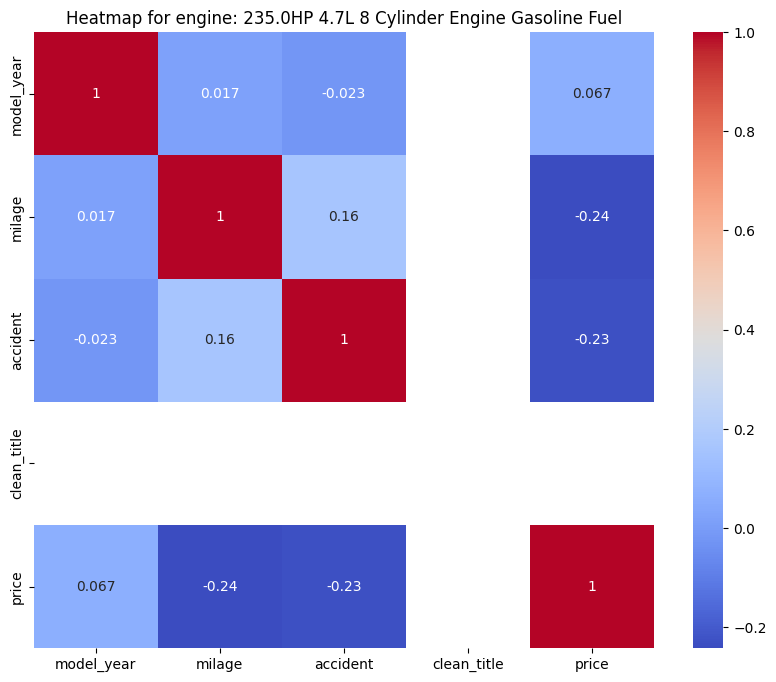 Heatmap for engine: 235.0HP 4.7L 8 Cylinder Engine Gasoline Fuel
model_year
1
0.017
-0.023
0.067
milage
0.017
1
0.16
-0.24
accident
-0.023
0.16
1
-0.23
clean_title
price
0.067
-0.24
-0.23
1
model_year
milage
accident
clean_title
price
1.0
0.8
0.6
0.4
0.2
0.0
−0.2